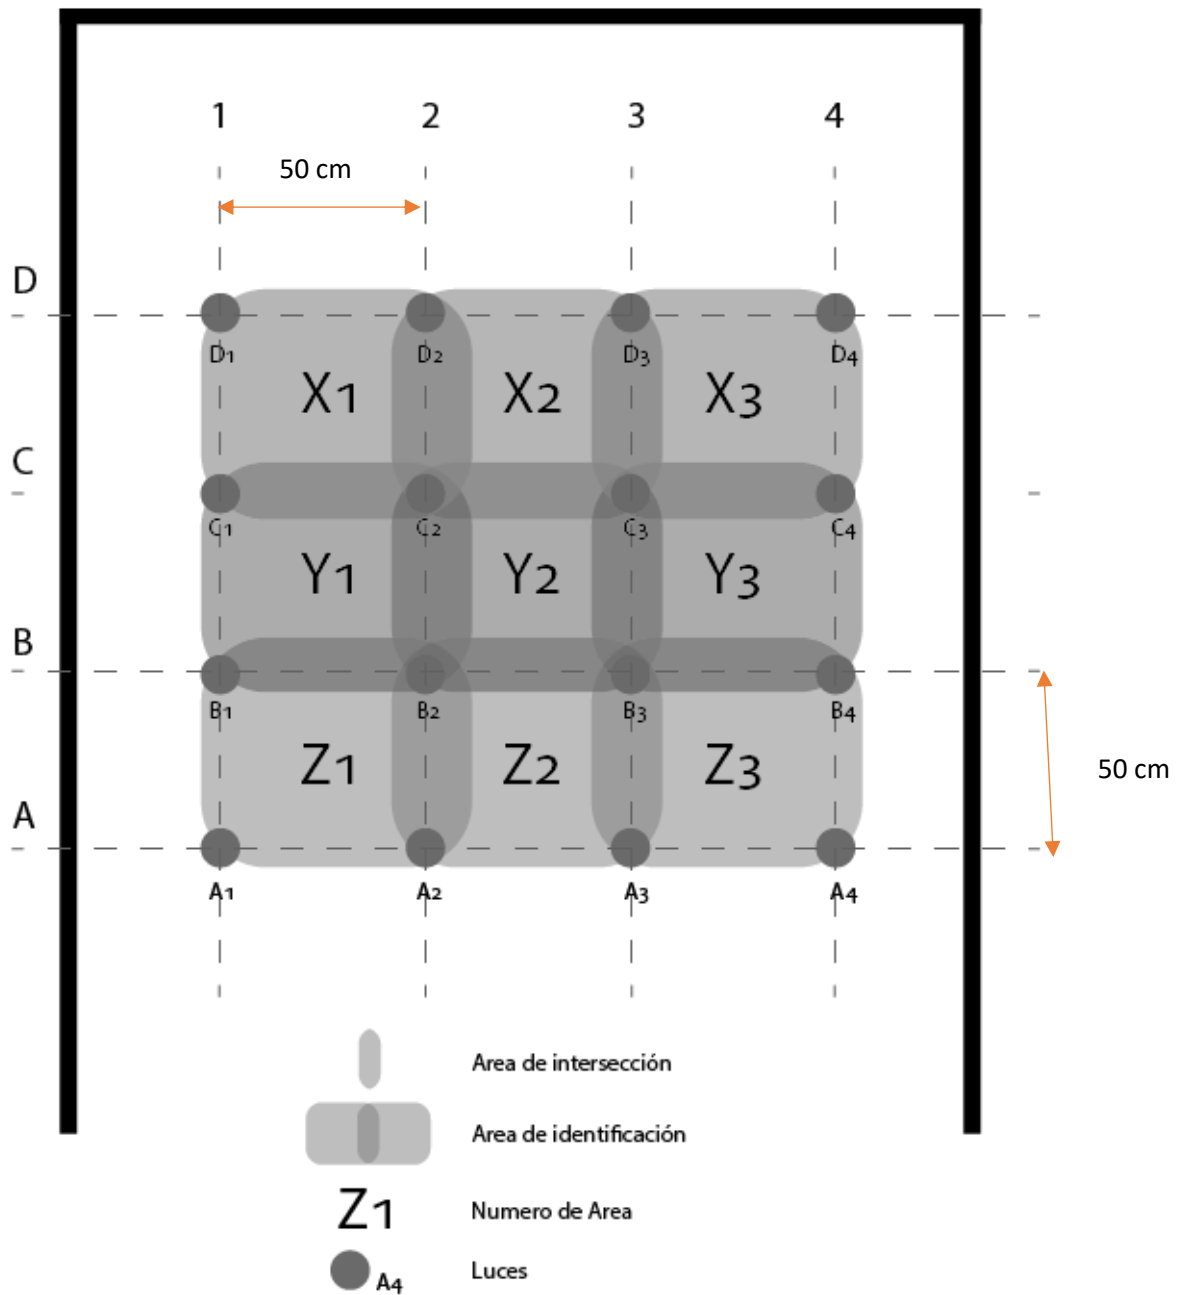 1 2 3 4
50 cm
D
D1 D2 D3 D4
X1 X2 X3
C
C1 C2 C3 C4
Y1 Y2 Y3
B
B1 B2 B3 B4
Z1 Z2 Z3
50 cm
A
A1 A2 A3 A4
Area de intersección
Area de identificación
Z1 Numero de Area
A4 Luces